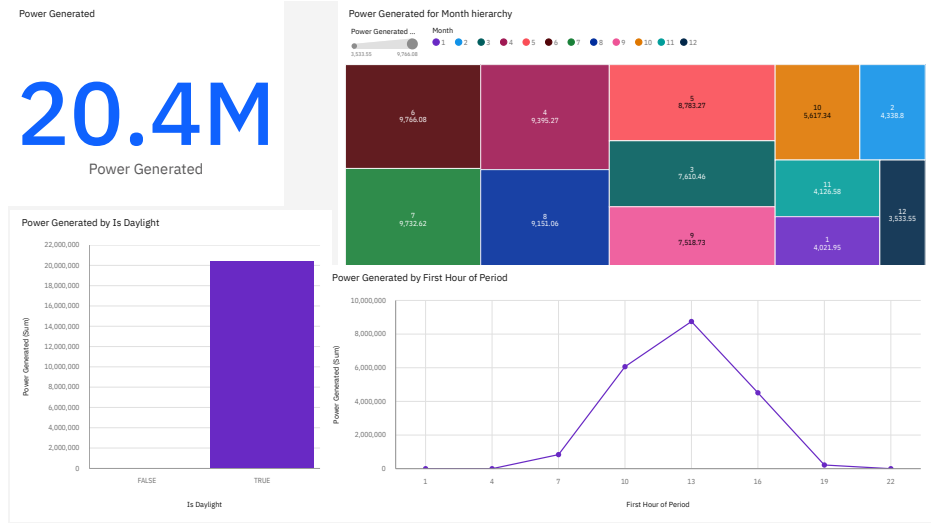 Power Generated
20.4M
Power Generated
Power Generated for Month hierarchy
Power Generated ...
3,533.55 9,766.08
Month
1 2 3 4 5 6 7 8 9 10 11 12
6
9,766.08
7
9,732.62
4
9,395.27
8
9,151.06
5
8,783.27
3
7,610.46
9
7,518.73
10
5,617.34
2
4,338.8
11
4,126.58
1
4,021.95
12
3,533.55
Power Generated by Is Daylight
Power Generated (Sum)
22,000,000
20,000,000
18,000,000
16,000,000
14,000,000
12,000,000
10,000,000
8,000,000
6,000,000
4,000,000
2,000,000
0
FALSE TRUE
Is Daylight
Power Generated by First Hour of Period
Power Generated (Sum)
10,000,000
8,000,000
6,000,000
4,000,000
2,000,000
0
1 4 7 10 13 16 19 22
First Hour of Period